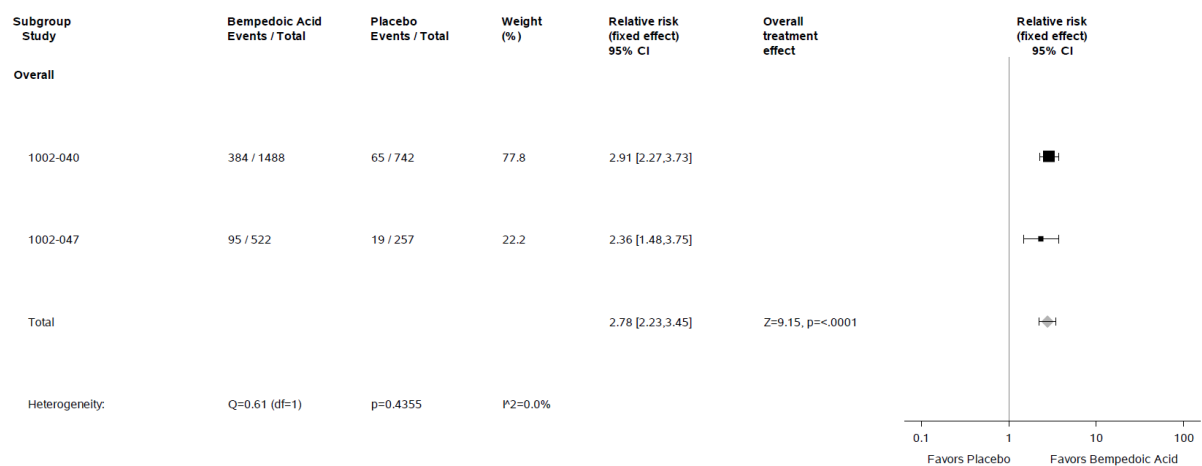 Subgroup Bempedoic Acid Placebo Weight Relative risk Overall Relative risk
Study Events / Total Events / Total (%) (fixed effect) treatment (fixed effect)
95% CI effect 95% CI
Overall
1002-040 384 / 1488 65 / 742 77.8 2.91 [2.27,3.73]
1002-047 95 / 522 19 / 257 22.2 2.36 [1.48,3.75]
Total 2.78 [2.23,3.45] Z=9.15, p=<.0001
Heterogeneity: Q=0.61 (df=1) p=0.4355 I^2=0.0%
0.1 1 10 100
Favors Placebo Favors Bempedoic Acid